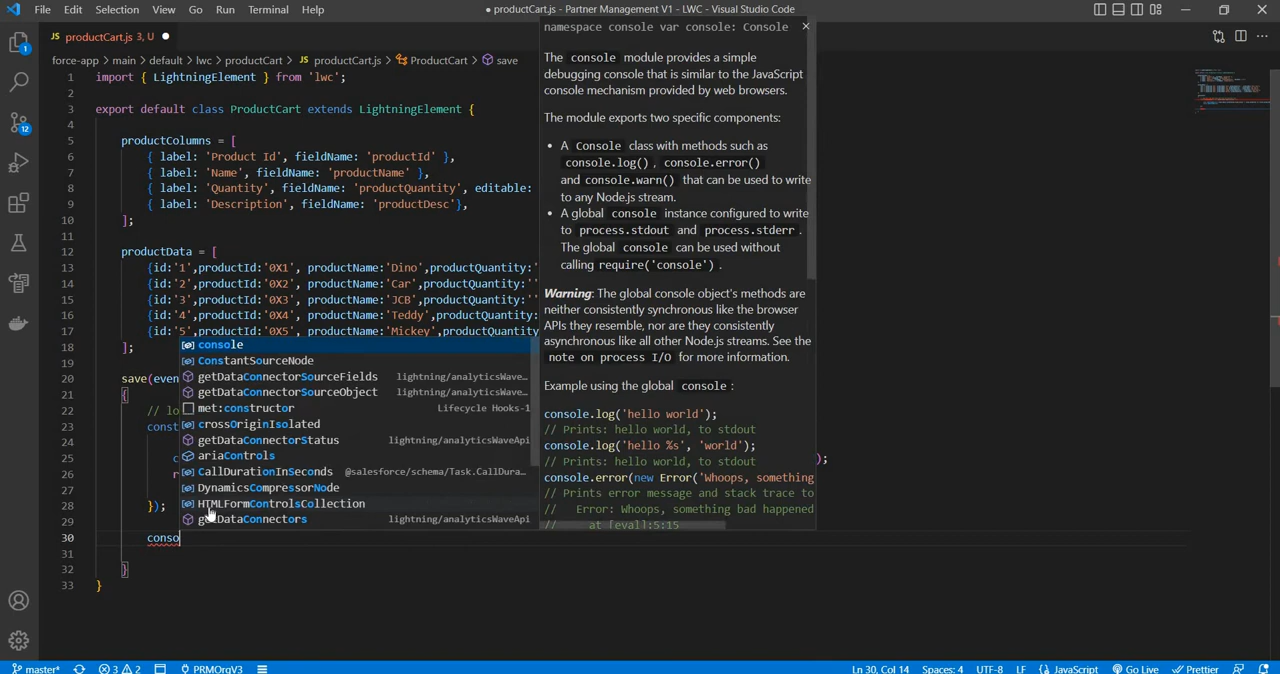 File Edit Selection View Go Run Terminal Help
● productCart.js - Partner Management V1 - LWC - Visual Studio Code
JS productCart.js 3, U ●
force-app > main > default > lwc > productCart > JS productCart.js > ProductCart > save
1 import { LightningElement } from 'lwc';
2
3 export default class ProductCart extends LightningElement {
4
5 productColumns = [
6 { label: 'Product Id', fieldName: 'productId' },
7 { label: 'Name', fieldName: 'productName' },
8 { label: 'Quantity', fieldName: 'productQuantity', editable:
9 { label: 'Description', fieldName: 'productDesc'},
10 ];
11
12 productData = [
13 {id:'1',productId:'0X1', productName:'Dino',productQuantity:'
14 {id:'2',productId:'0X2', productName:'Car',productQuantity:''
15 {id:'3',productId:'0X3', productName:'JCB',productQuantity:''
16 {id:'4',productId:'0X4', productName:'Teddy',productQuantity:
17 {id:'5',productId:'0X5', productName:'Mickey',productQuantity
18 ];
19
20 save(even
21 {
22 // lo
23 const
24
25 c );
26 r
27
28 });
29
30 conso
31
32 }
33 }
console
ConstantSourceNode
getDataConnectorSourceFields lightning/analyticsWave…
getDataConnectorSourceObject lightning/analyticsWave…
met:constructor Lifecycle Hooks-1
crossOriginIsolated
getDataConnectorStatus lightning/analyticsWaveApi
ariaControls
CallDurationInSeconds @salesforce/schema/Task.CallDura…
DynamicsCompressorNode
HTMLFormControlsCollection
getDataConnectors lightning/analyticsWaveApi
namespace console var console: Console
The console module provides a simple
debugging console that is similar to the JavaScript
console mechanism provided by web browsers.
The module exports two specific components:
• A Console class with methods such as
console.log() , console.error()
and console.warn() that can be used to write
to any Node.js stream.
• A global console instance configured to write
to process.stdout and process.stderr .
The global console can be used without
calling require('console') .
Warning: The global console object's methods are
neither consistently synchronous like the browser
APIs they resemble, nor are they consistently
asynchronous like all other Node.js streams. See the
note on process I/O for more information.
Example using the global console :
console.log('hello world');
// Prints: hello world, to stdout
console.log('hello %s', 'world');
// Prints: hello world, to stdout
console.error(new Error('Whoops, something
// Prints error message and stack trace to
// Error: Whoops, something bad happened
// at [eval]:5:15
1
12
master* 3 2 PRMOrgV3
Ln 30, Col 14 Spaces: 4 UTF-8 LF {} JavaScript Go Live Prettier